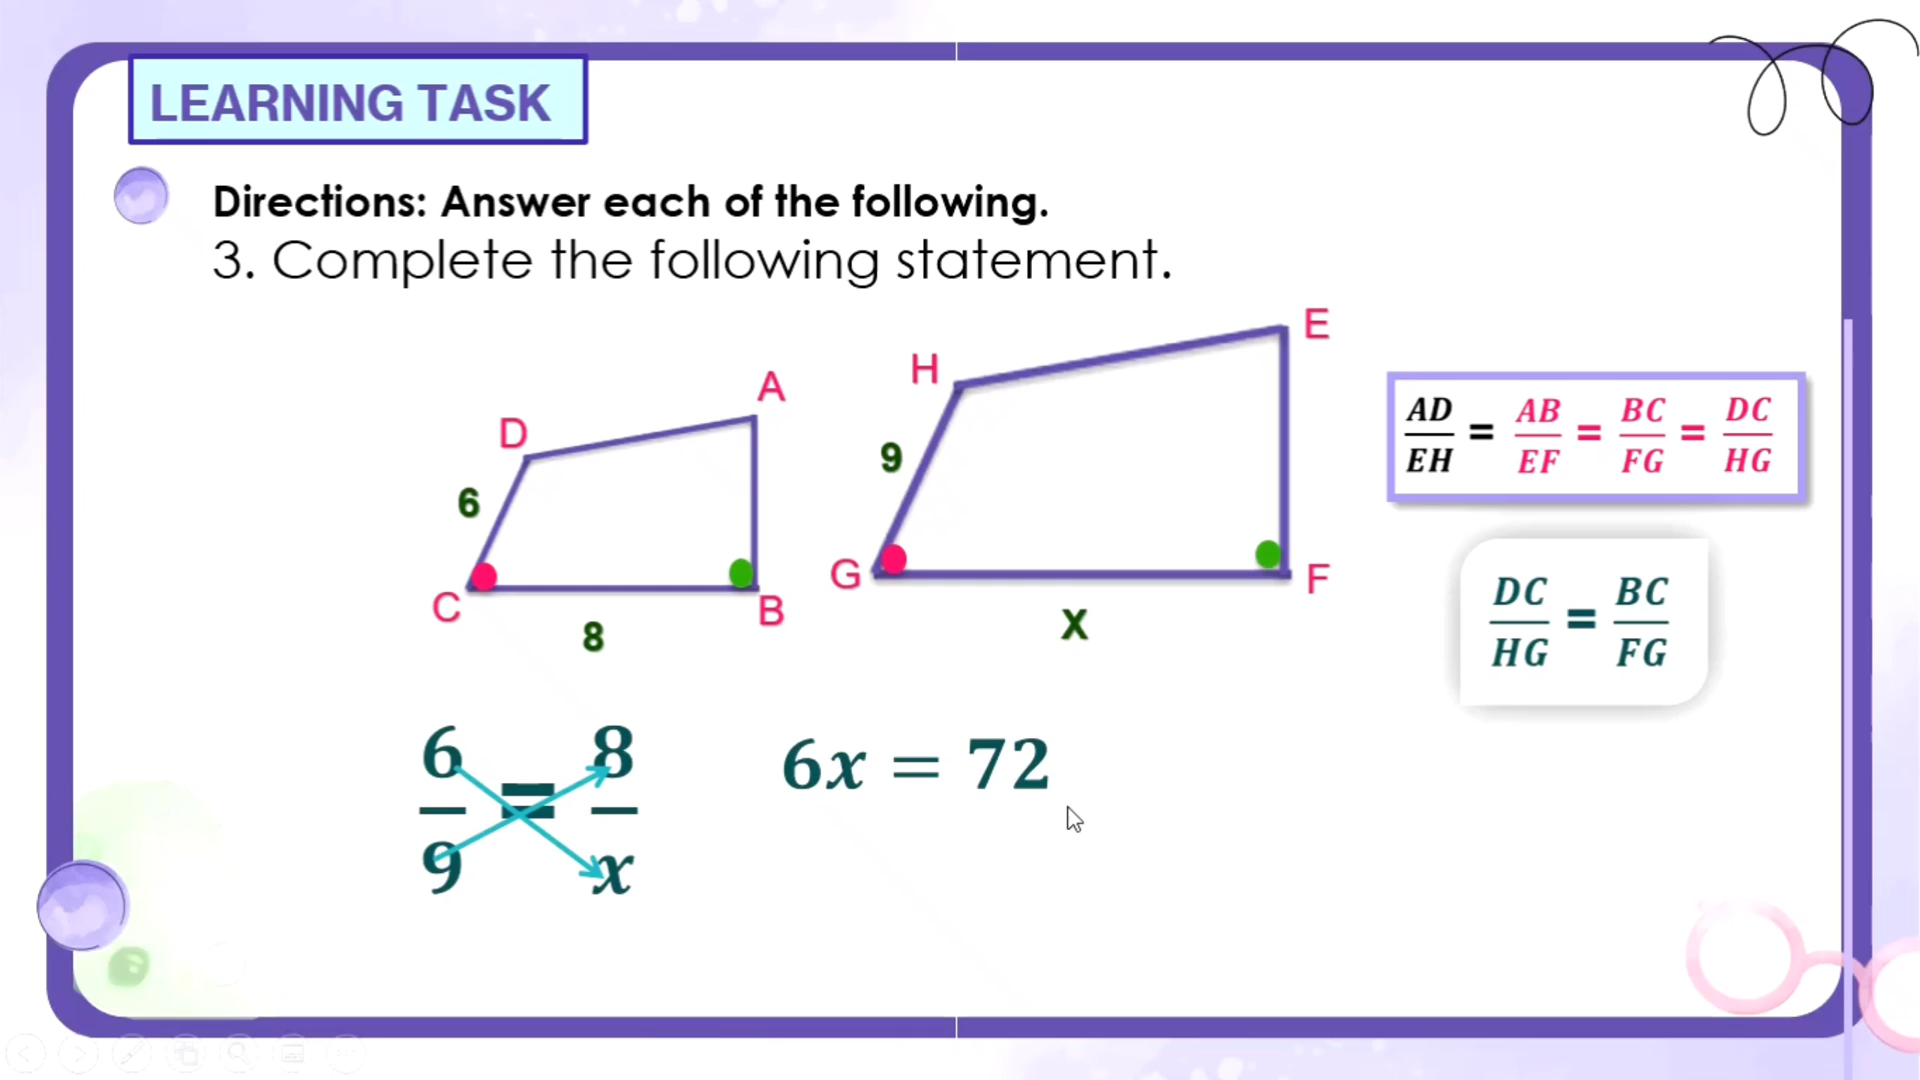 LEARNING TASK
Directions: Answer each of the following.
3. Complete the following statement.
D
A
6
C
B
8
H
E
9
G
F
X
AD/EH = AB/EF = BC/FG = DC/HG
DC/HG = BC/FG
6/9 = 8/x
6x = 72